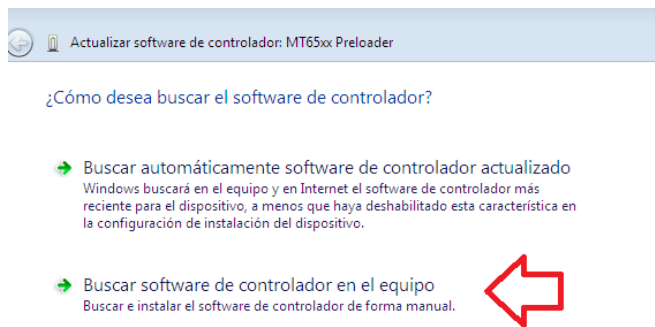 Actualizar software de controlador: MT65xx Preloader
¿Cómo desea buscar el software de controlador?
Buscar automáticamente software de controlador actualizado
Windows buscará en el equipo y en Internet el software de controlador más
reciente para el dispositivo, a menos que haya deshabilitado esta característica en
la configuración de instalación del dispositivo.
Buscar software de controlador en el equipo
Buscar e instalar el software de controlador de forma manual.